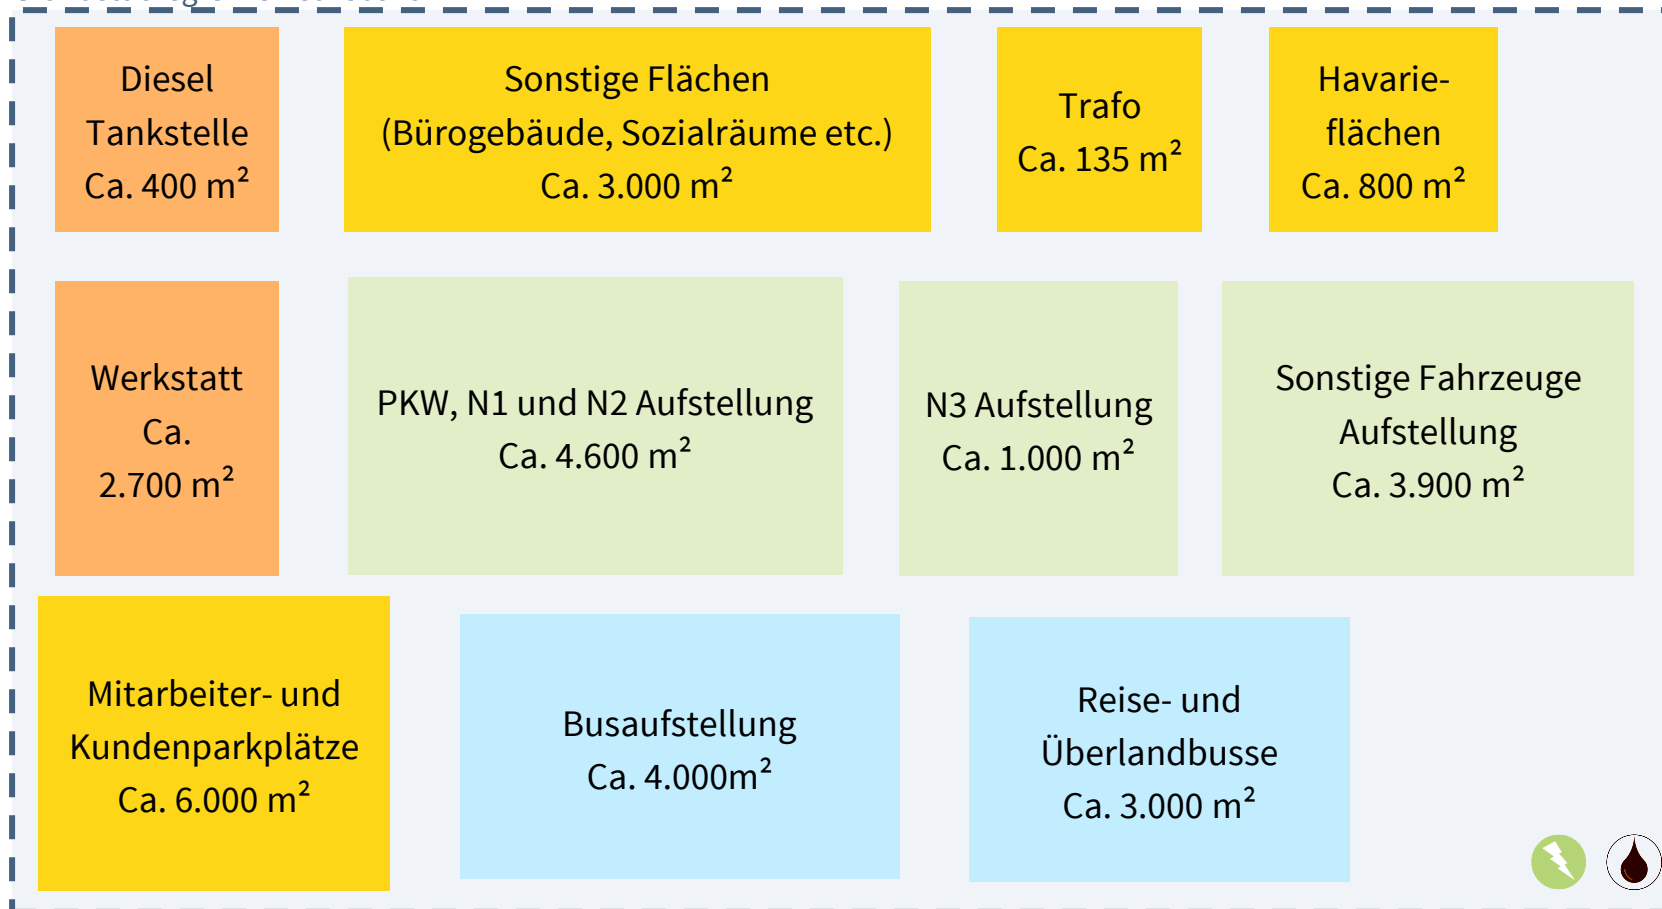 Diesel
Tankstelle
Ca. 400 m²
Sonstige Flächen
(Bürogebäude, Sozialräume etc.)
Ca. 3.000 m²
Trafo
Ca. 135 m²
Havarie-
flächen
Ca. 800 m²
Werkstatt
Ca.
2.700 m²
PKW, N1 und N2 Aufstellung
Ca. 4.600 m²
N3 Aufstellung
Ca. 1.000 m²
Sonstige Fahrzeuge
Aufstellung
Ca. 3.900 m²
Mitarbeiter- und
Kundenparkplätze
Ca. 6.000 m²
Busaufstellung
Ca. 4.000m²
Reise- und
Überlandbusse
Ca. 3.000 m²